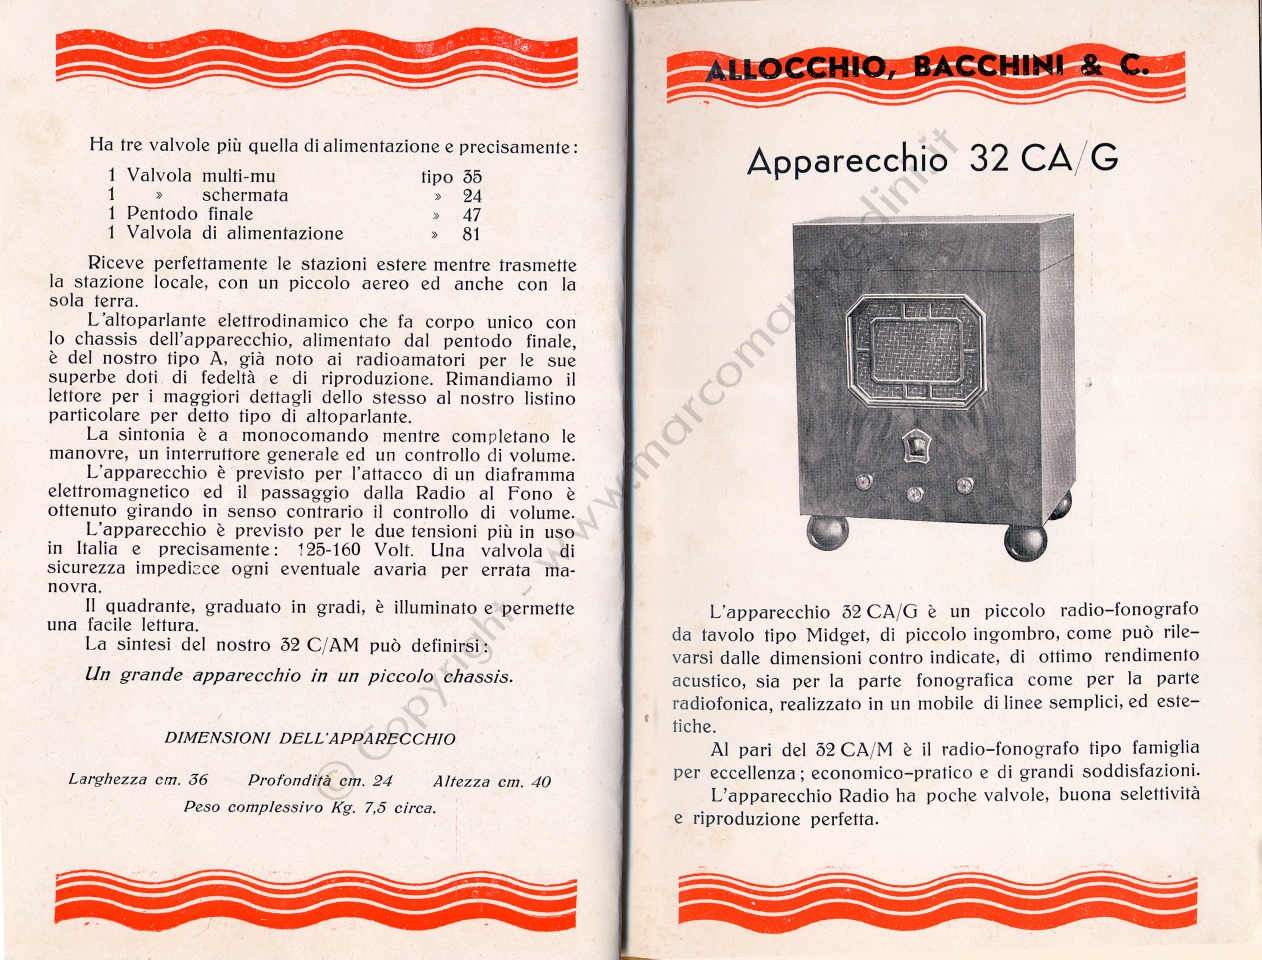 Ha tre valvole più quella di alimentazione e precisamente:
1 Valvola multi-mu tipo 35
1 » schermata » 24
1 Pentodo finale » 47
1 Valvola di alimentazione » 81
Riceve perfettamente le stazioni estere mentre trasmette
la stazione locale, con un piccolo aereo ed anche con la
sola terra.
L'altoparlante elettrodinamico che fa corpo unico con
lo chassis dell'apparecchio, alimentato dal pentodo finale,
è del nostro tipo A, già noto ai radioamatori per le sue
superbe doti di fedeltà e di riproduzione. Rimandiamo il
lettore per i maggiori dettagli dello stesso al nostro listino
particolare per detto tipo di altoparlante.
La sintonia è a monocomando mentre completano le
manovre, un interruttore generale ed un controllo di volume.
L'apparecchio è previsto per l'attacco di un diaframma
elettromagnetico ed il passaggio dalla Radio al Fono è
ottenuto girando in senso contrario il controllo di volume.
L'apparecchio è previsto per le due tensioni più in uso
in Italia e precisamente: 125-160 Volt. Una valvola di
sicurezza impedisce ogni eventuale avaria per errata ma-
novra.
Il quadrante, graduato in gradi, è illuminato e permette
una facile lettura.
La sintesi del nostro 32 C/AM può definirsi:
Un grande apparecchio in un piccolo chassis.
DIMENSIONI DELL'APPARECCHIO
Larghezza cm. 36 Profondità cm. 24 Altezza cm. 40
Peso complessivo Kg. 7,5 circa.
ALLOCCHIO, BACCHINI & C.
Apparecchio 32 CA/G
L'apparecchio 32 CA/G è un piccolo radio-fonografo
da tavolo tipo Midget, di piccolo ingombro, come può rile-
varsi dalle dimensioni contro indicate, di ottimo rendimento
acustico, sia per la parte fonografica come per la parte
radiofonica, realizzato in un mobile di linee semplici, ed este-
tiche.
Al pari del 32 CA/M è il radio-fonografo tipo famiglia
per eccellenza; economico-pratico e di grandi soddisfazioni.
L'apparecchio Radio ha poche valvole, buona selettività
e riproduzione perfetta.
© Copyright - www.marcomanfredini.it